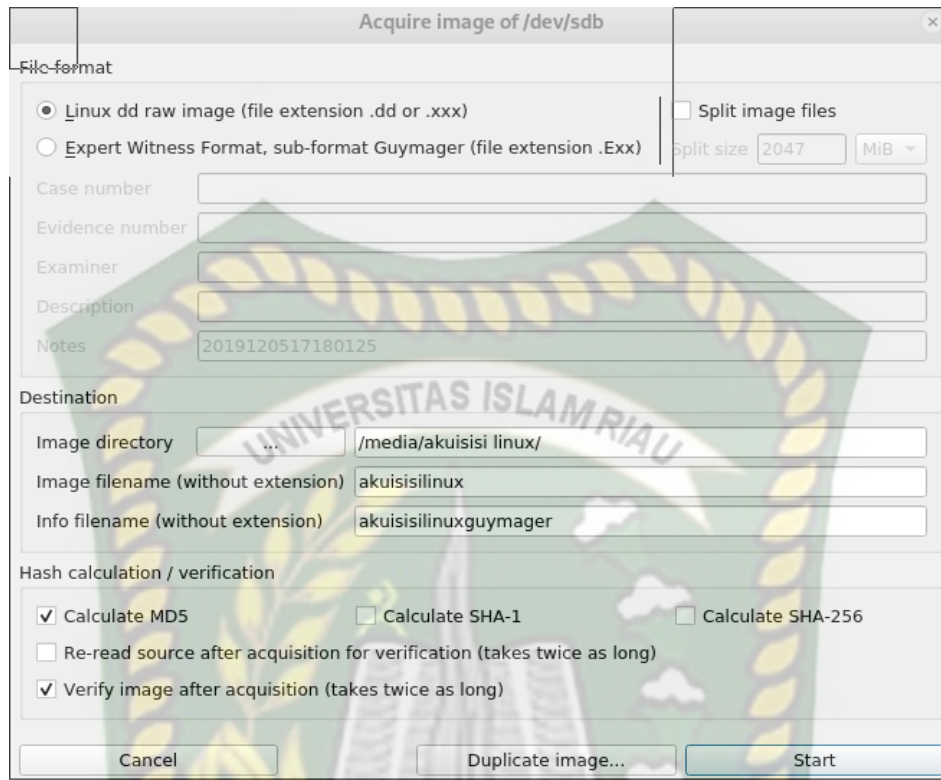 Acquire image of /dev/sdb
File format
Linux dd raw image (file extension .dd or .xxx)
Split image files
Expert Witness Format, sub-format Guymager (file extension .Exx)
Split size 2047 MiB
Case number
Evidence number
Examiner
Description
Notes 2019120517180125
Destination
UNIVERSITAS ISLAM RIAU
Image directory ... /media/akuisisi linux/
Image filename (without extension) akuisisilinux
Info filename (without extension) akuisisilinuxguymager
Hash calculation / verification
Calculate MD5 Calculate SHA-1 Calculate SHA-256
Re-read source after acquisition for verification (takes twice as long)
Verify image after acquisition (takes twice as long)
Cancel Duplicate image... Start